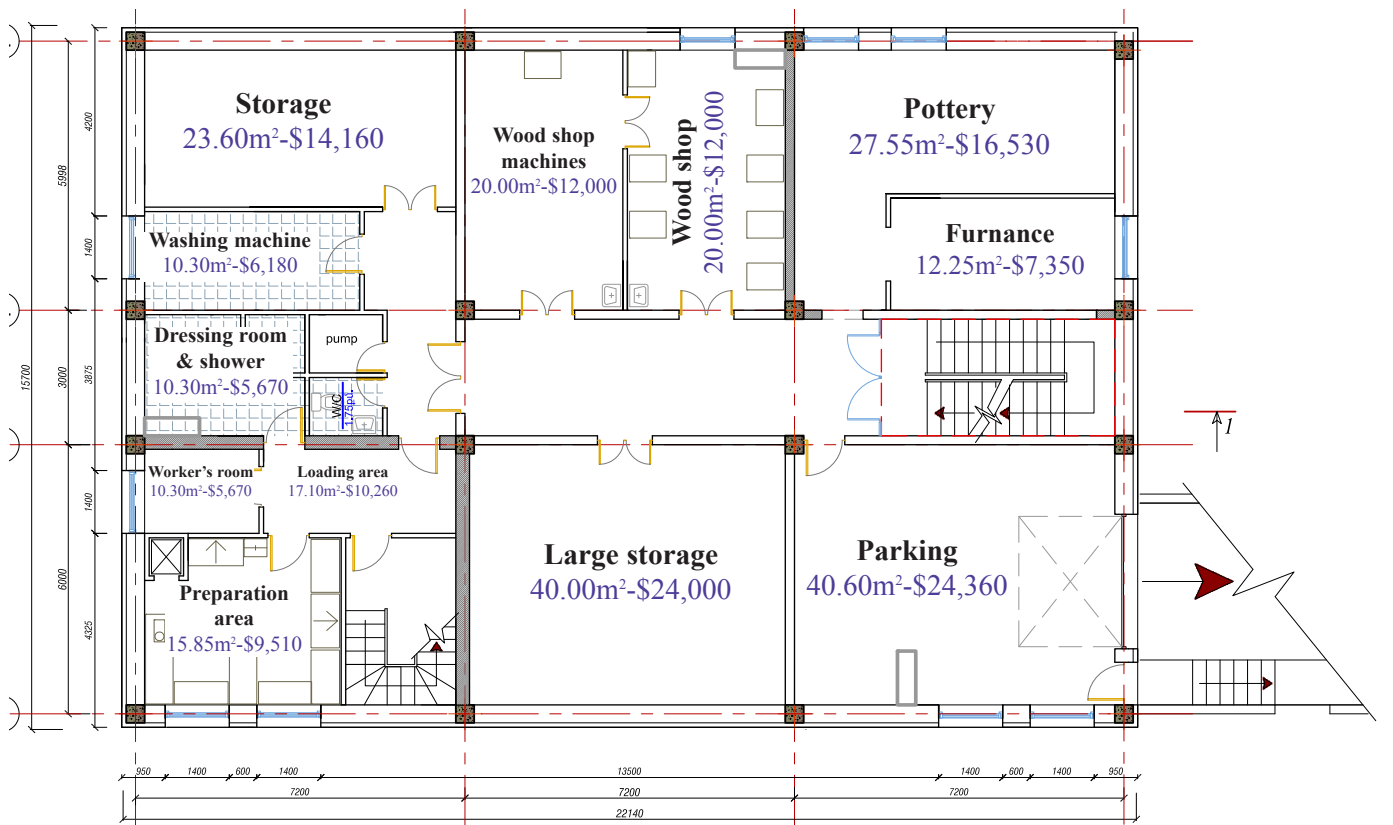 Storage
23.60m²-$14,160
Wood shop
machines
20.00m²-$12,000
Wood shop
20.00m²-$12,000
Pottery
27.55m²-$16,530
Washing machine
10.30m²-$6,180
Furnance
12.25m²-$7,350
Dressing room
& shower
10.30m²-$5,670
pump
W/C
Worker's room
10.30m²-$5,670
Loading area
17.10m²-$10,260
Large storage
40.00m²-$24,000
Parking
40.60m²-$24,360
Preparation
area
15.85m²-$9,510
1
15700
5998
3000
6000
4200
1400
3875
1400
4325
950
1400
600
1400
13500
1400
600
1400
950
7200
7200
7200
22140